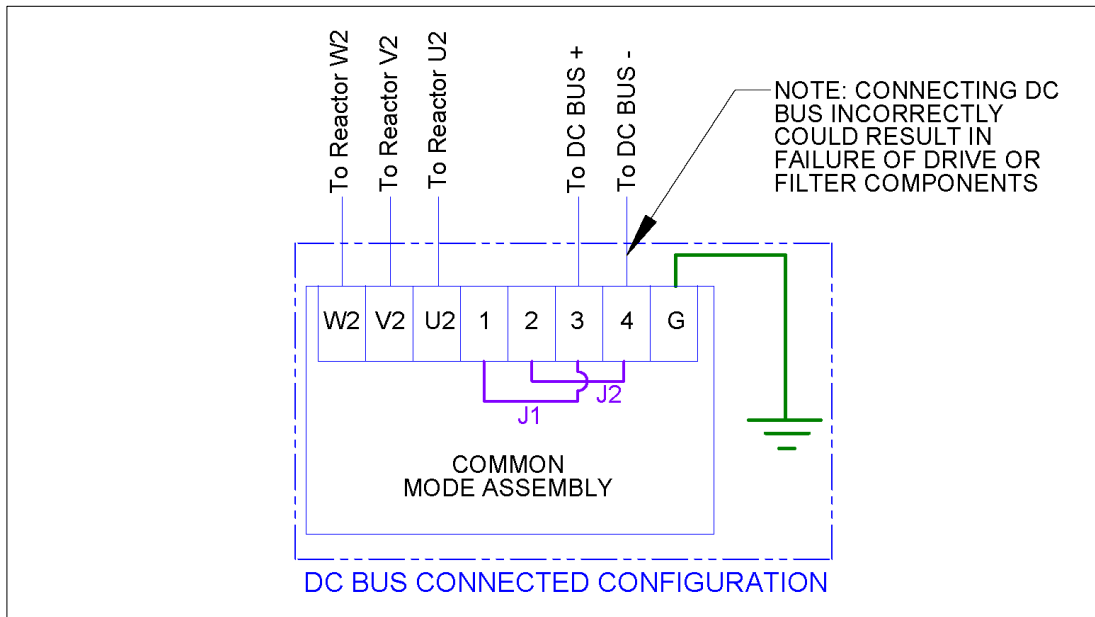 To Reactor W2
To Reactor V2
To Reactor U2
To DC BUS +
To DC BUS -
NOTE: CONNECTING DC
BUS INCORRECTLY
COULD RESULT IN
FAILURE OF DRIVE OR
FILTER COMPONENTS
W2 V2 U2 1 2 3 4 G
J1
J2
COMMON
MODE ASSEMBLY
DC BUS CONNECTED CONFIGURATION